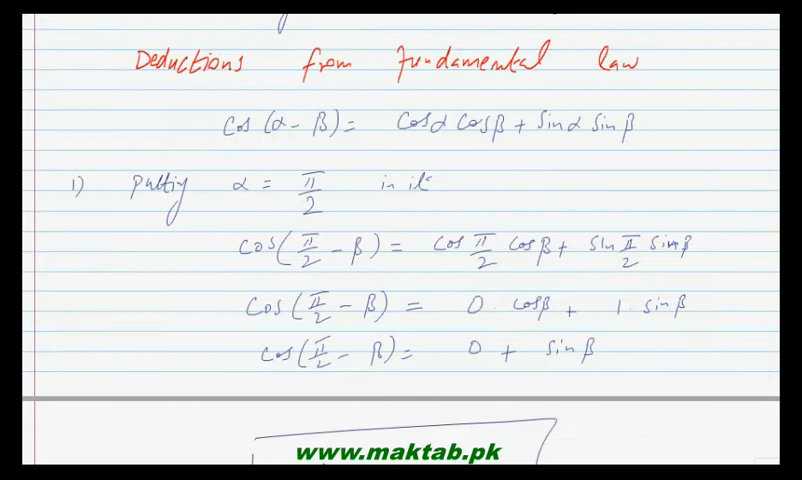 Deductions from fundamental law
Cos (α - β) = Cosα Cosβ + Sinα Sinβ
1) Putting α = π/2 in it
Cos(π/2 - β) = Cos π/2 Cosβ + Sin π/2 Sinβ
Cos(π/2 - β) = 0 . Cosβ + 1 . Sinβ
Cos(π/2 - β) = 0 + Sinβ
www.maktab.pk